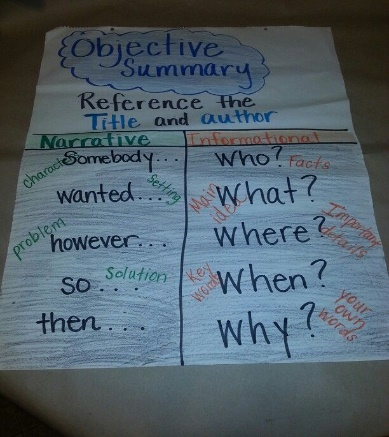 Objective
Summary
Reference the
Title and author
Narrative
Informational
character
Somebody...
setting
wanted...
problem
however...
Solution
so...
then...
who? Facts
Main
idea
What?
Where?
Important
details
Key
words
When?
Why?
your
own
words